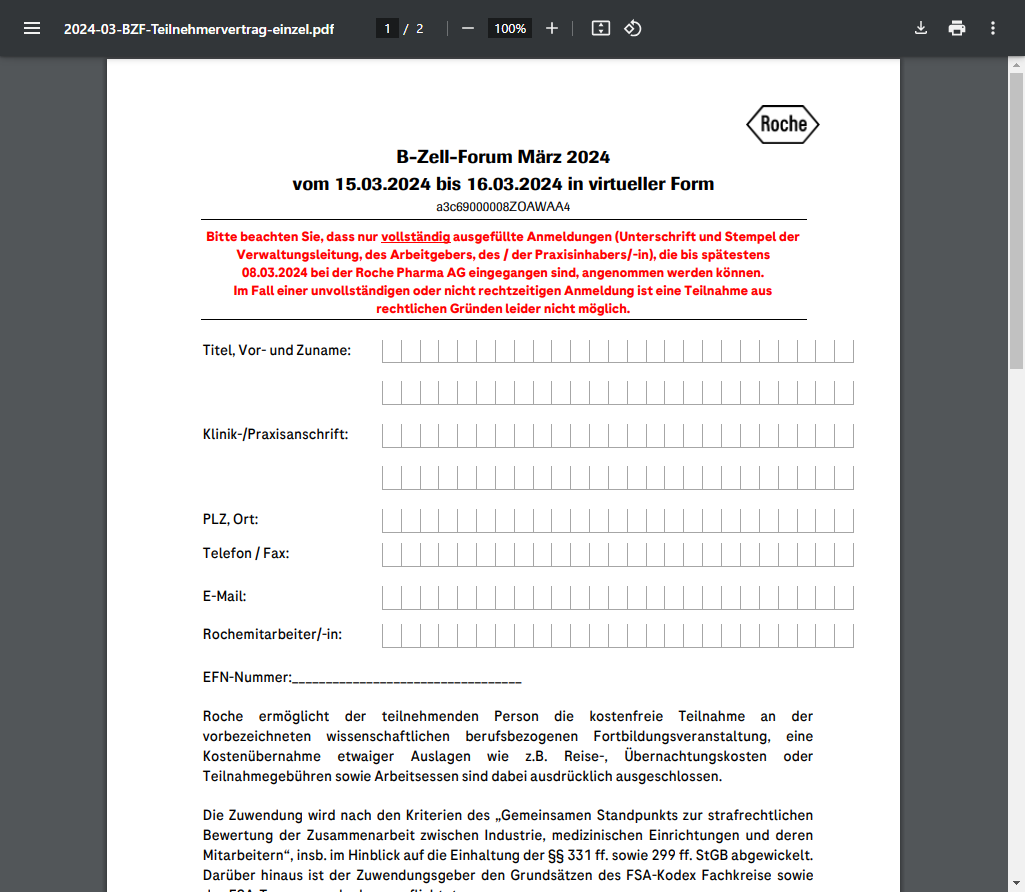 2024-03-BZF-Teilnehmervertrag-einzel.pdf
1 / 2
100%
Roche
B-Zell-Forum März 2024
vom 15.03.2024 bis 16.03.2024 in virtueller Form
a3c69000008ZOAWAA4
Bitte beachten Sie, dass nur vollständig ausgefüllte Anmeldungen (Unterschrift und Stempel der
Verwaltungsleitung, des Arbeitgebers, des / der Praxisinhabers/-in), die bis spätestens
08.03.2024 bei der Roche Pharma AG eingegangen sind, angenommen werden können.
Im Fall einer unvollständigen oder nicht rechtzeitigen Anmeldung ist eine Teilnahme aus
rechtlichen Gründen leider nicht möglich.
Titel, Vor- und Zuname:
Klinik-/Praxisanschrift:
PLZ, Ort:
Telefon / Fax:
E-Mail:
Rochemitarbeiter/-in:
EFN-Nummer:_________________________________
Roche ermöglicht der teilnehmenden Person die kostenfreie Teilnahme an der
vorbezeichneten wissenschaftlichen berufsbezogenen Fortbildungsveranstaltung, eine
Kostenübernahme etwaiger Auslagen wie z.B. Reise-, Übernachtungskosten oder
Teilnahmegebühren sowie Arbeitsessen sind dabei ausdrücklich ausgeschlossen.
Die Zuwendung wird nach den Kriterien des „Gemeinsamen Standpunkts zur strafrechtlichen
Bewertung der Zusammenarbeit zwischen Industrie, medizinischen Einrichtungen und deren
Mitarbeitern“, insb. im Hinblick auf die Einhaltung der §§ 331 ff. sowie 299 ff. StGB abgewickelt.
Darüber hinaus ist der Zuwendungsgeber den Grundsätzen des FSA-Kodex Fachkreise sowie